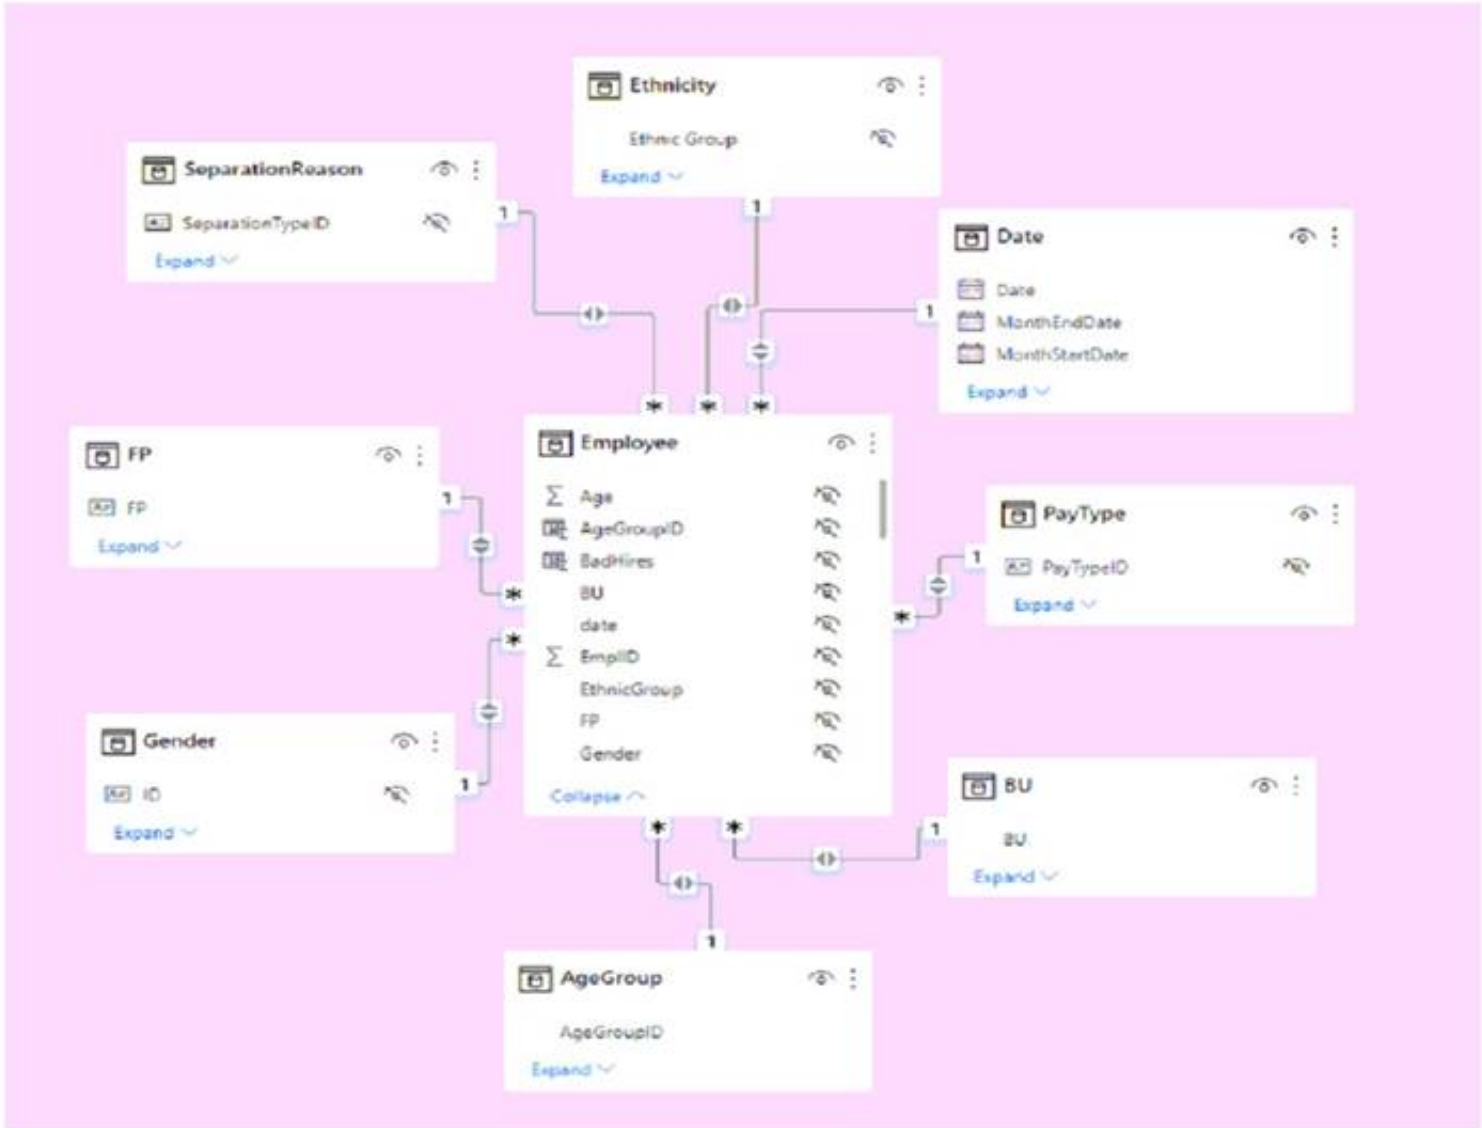 Ethnicity
Ethnic Group
Expand
SeparationReason
SeparationTypeID
Expand
1
1
Date
Date
MonthEndDate
MonthStartDate
Expand
1
*
*
*
FP
FP
Expand
1
*
Employee
Age
AgeGroupID
BadHires
BU
date
EmplID
EthnicGroup
FP
Gender
Collapse
PayType
PayTypeID
Expand
1
*
Gender
ID
Expand
1
*
BU
BU
Expand
1
*
*
1
AgeGroup
AgeGroupID
Expand